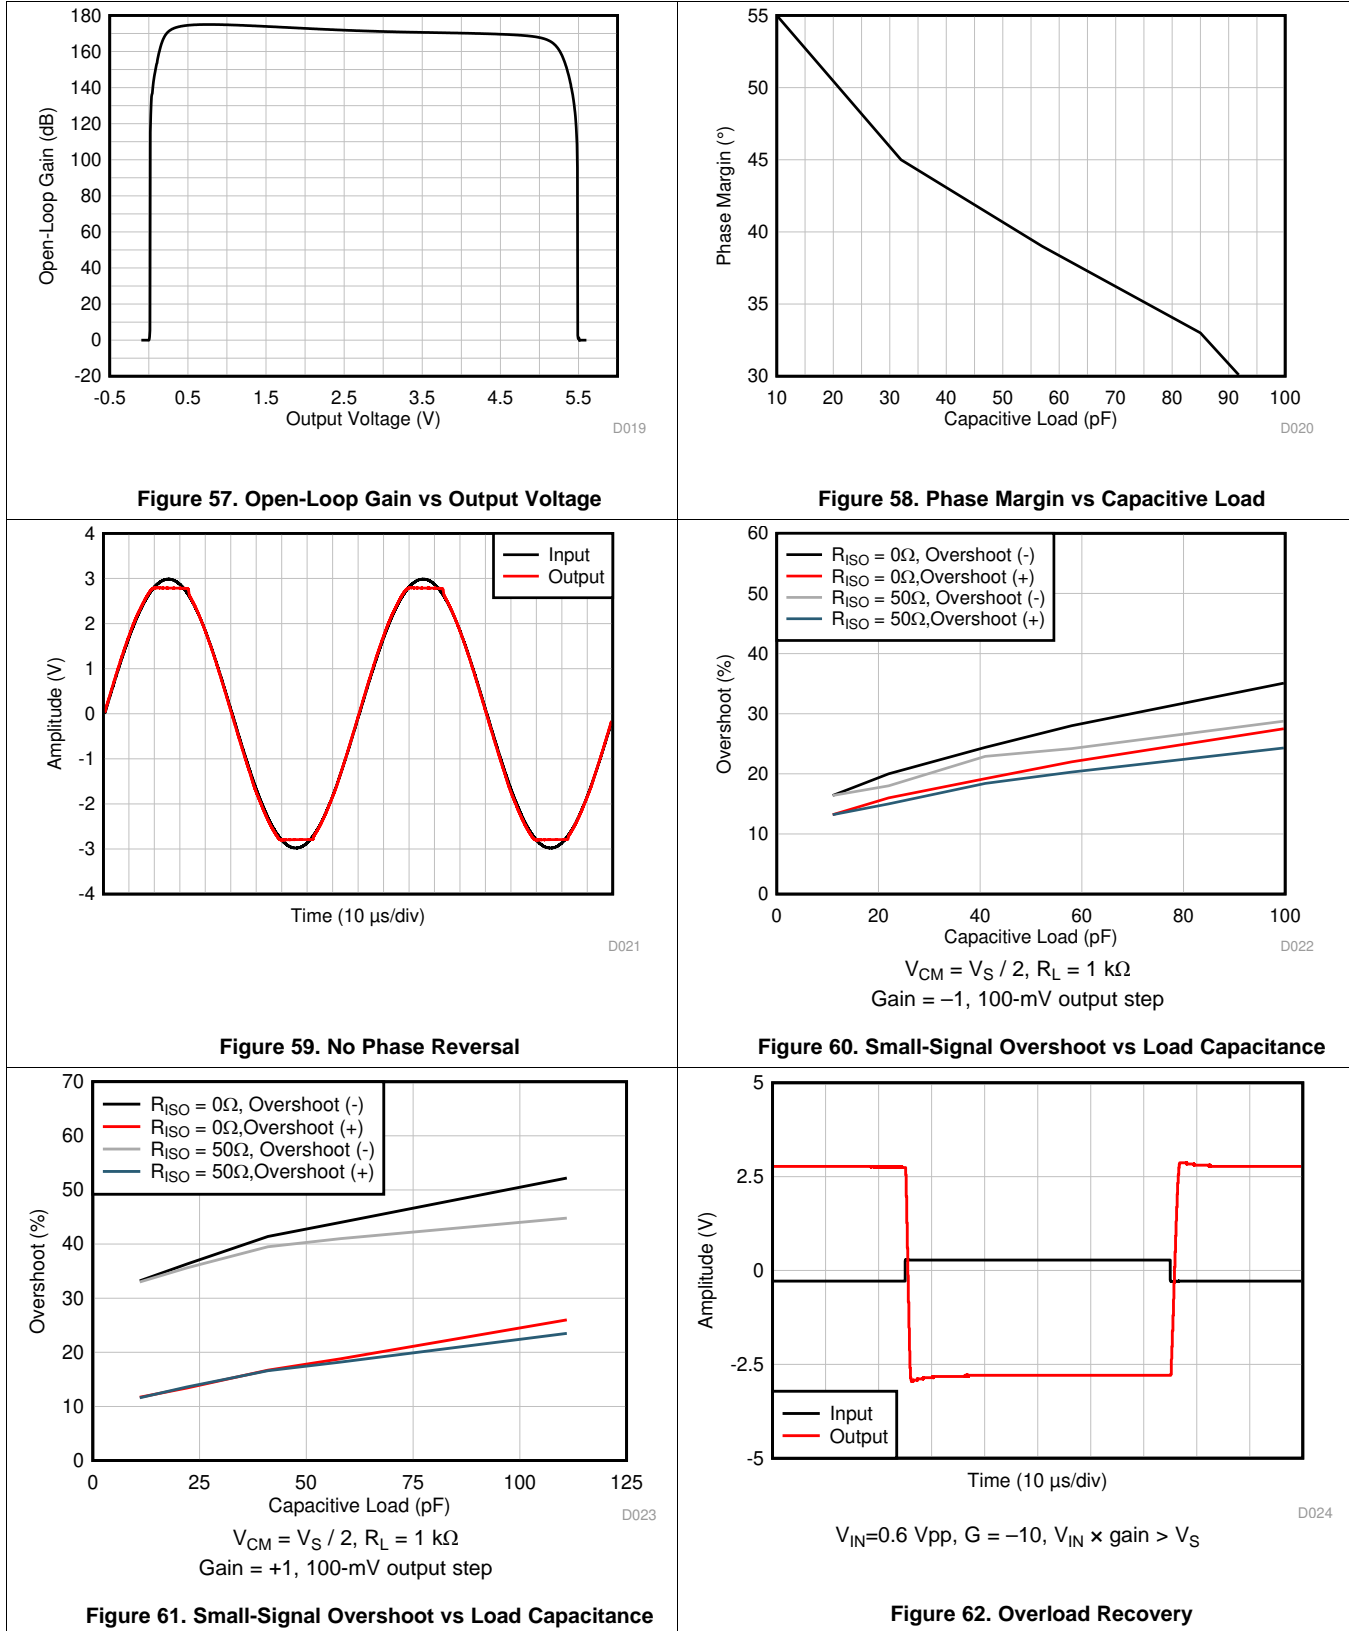 180
160
140
120
100
80
60
40
20
0
-20
Open-Loop Gain (dB)
-0.5 0.5 1.5 2.5 3.5 4.5 5.5
Output Voltage (V)
D019
Figure 57. Open-Loop Gain vs Output Voltage
55
50
45
40
35
30
Phase Margin (°)
10 20 30 40 50 60 70 80 90 100
Capacitive Load (pF)
D020
Figure 58. Phase Margin vs Capacitive Load
4
3
2
1
0
-1
-2
-3
-4
Amplitude (V)
Input
Output
Time (10 µs/div)
D021
Figure 59. No Phase Reversal
60
50
40
30
20
10
0
Overshoot (%)
RISO = 0Ω, Overshoot (-)
RISO = 0Ω,Overshoot (+)
RISO = 50Ω, Overshoot (-)
RISO = 50Ω,Overshoot (+)
0 20 40 60 80 100
Capacitive Load (pF)
D022
VCM = VS / 2, RL = 1 kΩ
Gain = –1, 100-mV output step
Figure 60. Small-Signal Overshoot vs Load Capacitance
70
60
50
40
30
20
10
0
Overshoot (%)
RISO = 0Ω, Overshoot (-)
RISO = 0Ω,Overshoot (+)
RISO = 50Ω, Overshoot (-)
RISO = 50Ω,Overshoot (+)
0 25 50 75 100 125
Capacitive Load (pF)
D023
VCM = VS / 2, RL = 1 kΩ
Gain = +1, 100-mV output step
Figure 61. Small-Signal Overshoot vs Load Capacitance
5
2.5
0
-2.5
-5
Amplitude (V)
Input
Output
Time (10 µs/div)
D024
VIN=0.6 Vpp, G = –10, VIN × gain > VS
Figure 62. Overload Recovery